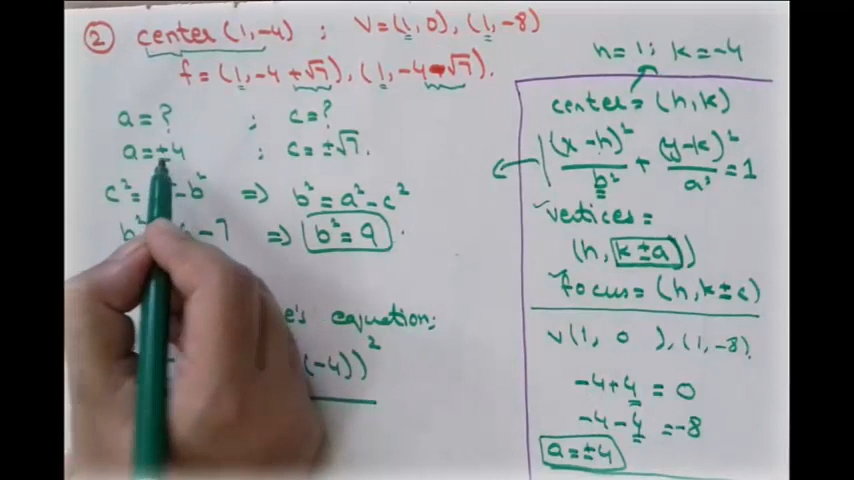 ② center (1,-4) ; V=(1,0), (1,-8)
f=(1,-4+√7), (1,-4-√7).
a=? ; c=?
a=±4 ; c=±√7.
c²= -b² => b²=a²-c²
b² -7 => b²=9.
e's equation:
(-4))²
h=1; k=-4
center=(h,k)
(x-h)²/b² + (y-k)²/a² =1
vertices=
(h, k±a)
focus=(h,k±c)
v(1, 0 ), (1,-8).
-4+4=0
-4-4=-8
a=±4